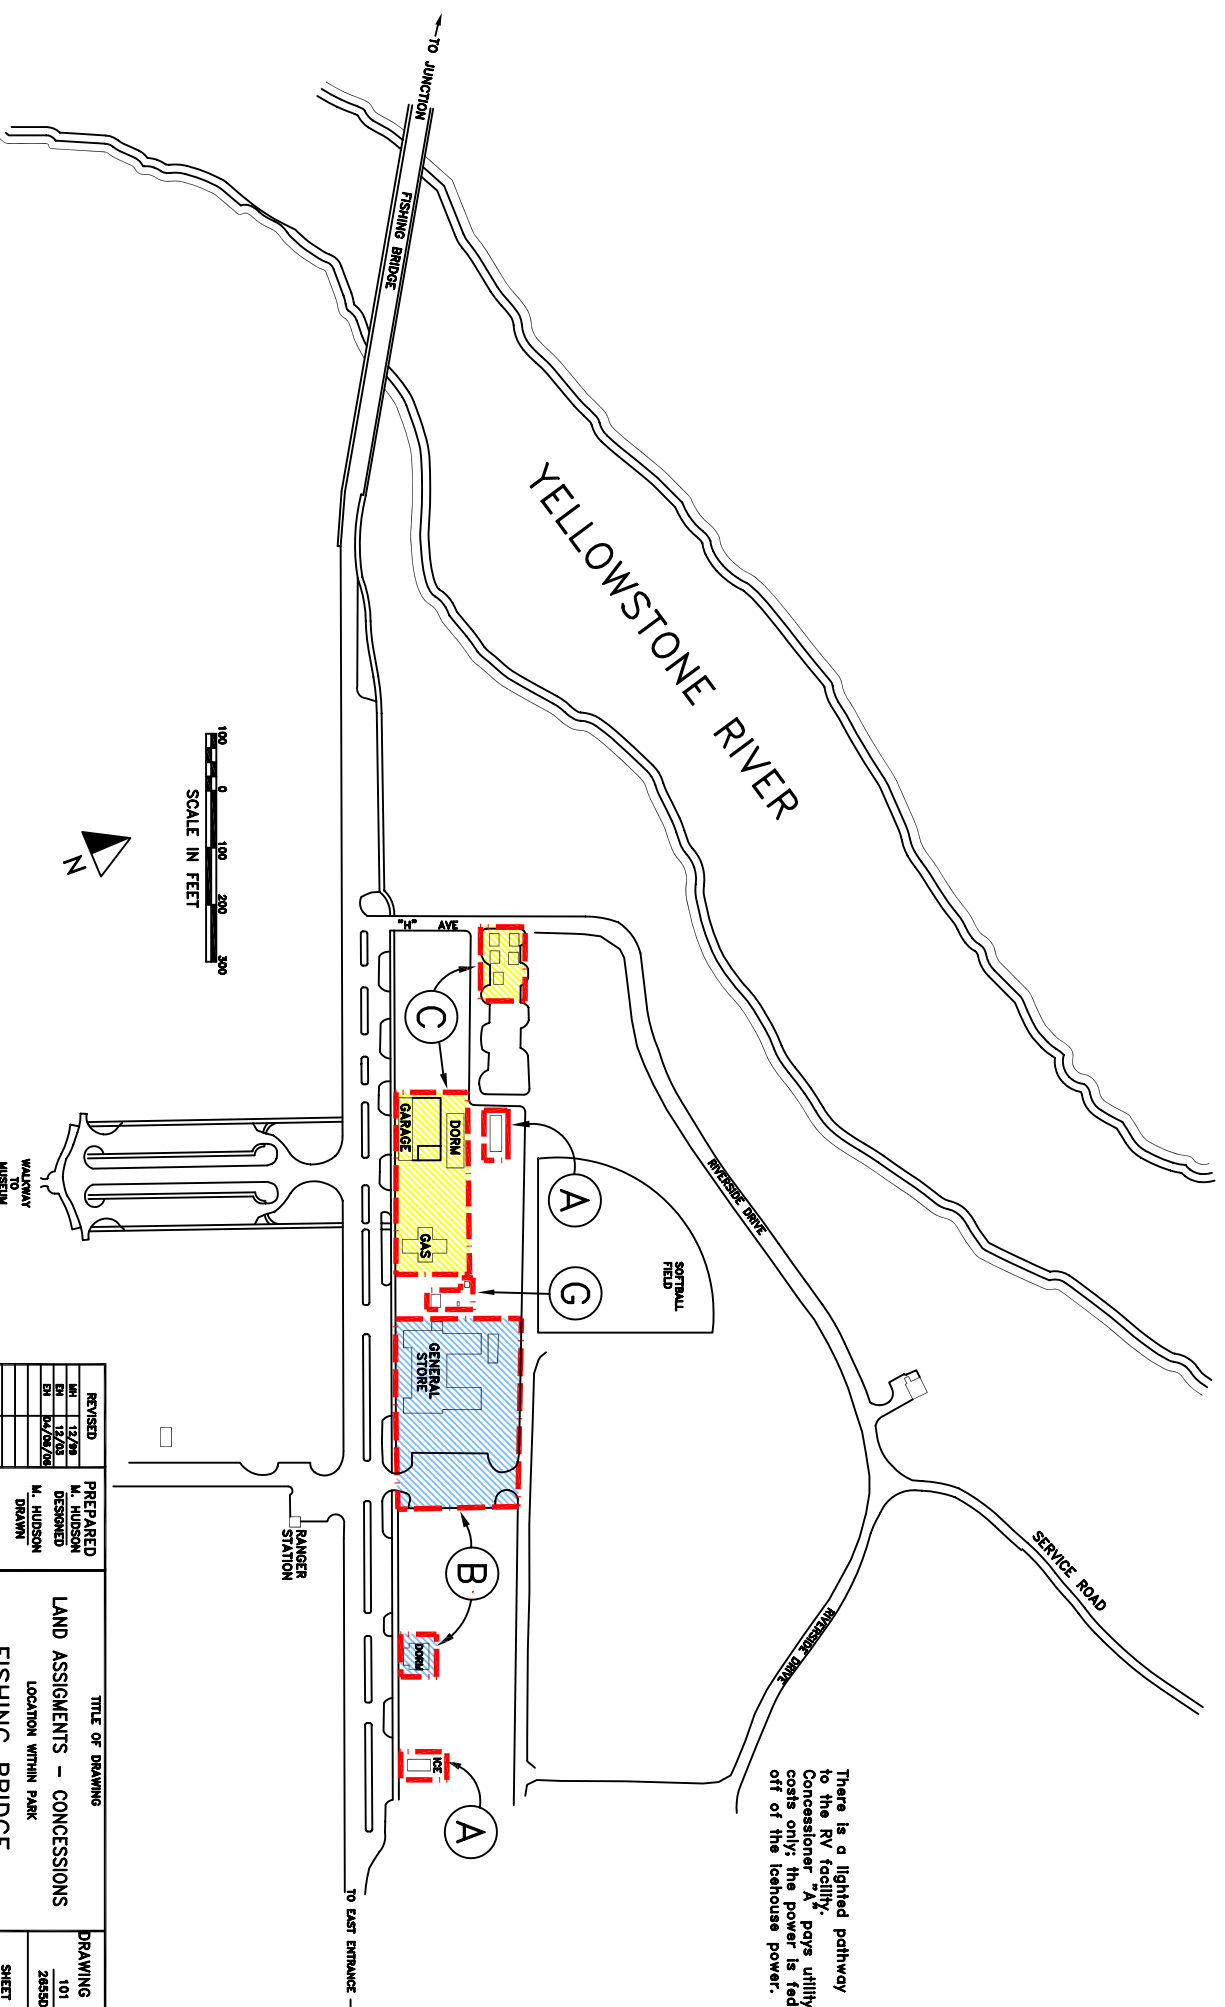 TO JUNCTION
FISHING BRIDGE
YELLOWSTONE RIVER
100 0 100 200 300
SCALE IN FEET
N
"H" AVE
C
GARAGE
DORM
GAS
A
G
SOFTBALL
FIELD
RIVERSIDE DRIVE
GENERAL
STORE
B
DORM
ICE
A
RANGER
STATION
WALKWAY
TO
MUSEUM
SERVICE ROAD
RIVERSIDE DRIVE
TO EAST ENTRANCE
There is a lighted pathway
to the RV facility.
Concessioner "A" pays utility
costs only; the power is fed
off of the icehouse power.
REVISED
MH 12/99
EH 12/03
EH 04/06/06
PREPARED
M. HUDSON
DESIGNED
M. HUDSON
DRAWN
TITLE OF DRAWING
LAND ASSIGMENTS - CONCESSIONS
LOCATION WITHIN PARK
FISHING BRIDGE
DRAWING
101
2655D
SHEET